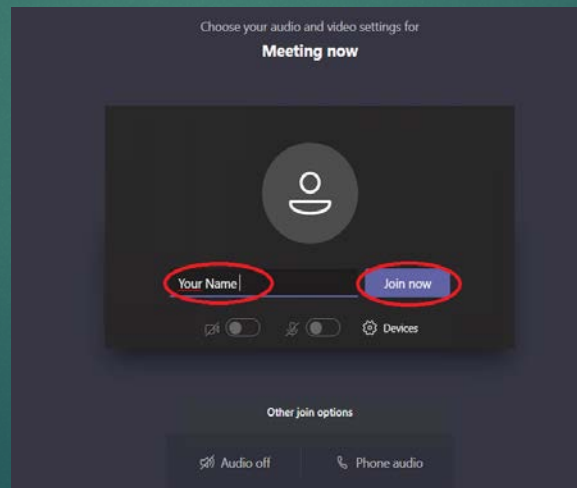 Choose your audio and video settings for
Meeting now
Your Name
Join now
Devices
Other join options
Audio off
Phone audio